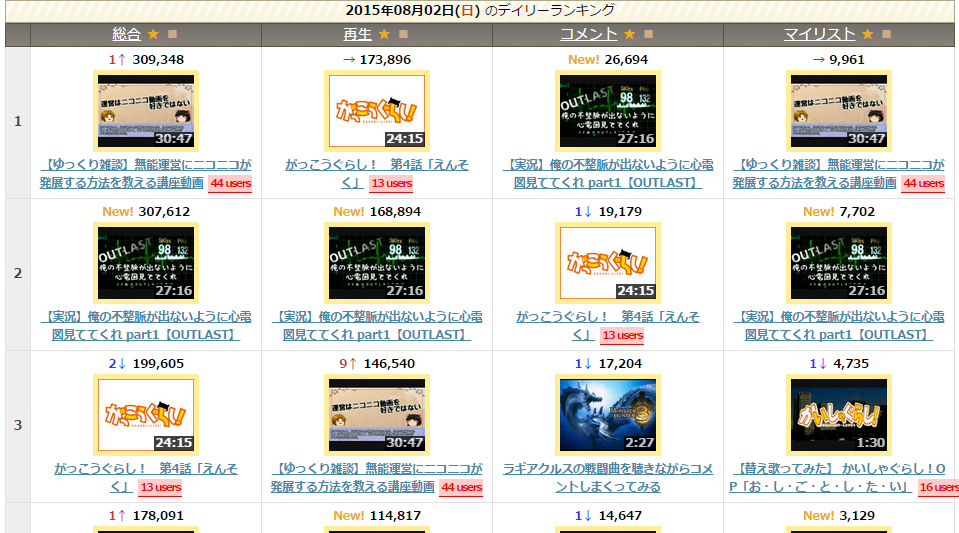 2015年08月02日(日) のデイリーランキング
総合 ★ ■ 再生 ★ ■ コメント ★ ■ マイリスト ★ ■
1
1↑ 309,348
運営はニコニコ動画を
好きではない
30:47
【ゆっくり雑談】無能運営にニコニコが
発展する方法を教える講座動画 44 users
→ 173,896
がっこうぐらし!
24:15
がっこうぐらし！ 第4話「えんそ
く」 13 users
New! 26,694
OUTLAST 98 132
俺の不整脈が出ないように
心電図見ててくれ
27:16
【実況】俺の不整脈が出ないように心電
図見ててくれ part1【OUTLAST】
→ 9,961
運営はニコニコ動画を
好きではない
30:47
【ゆっくり雑談】無能運営にニコニコが
発展する方法を教える講座動画 44 users
2
New! 307,612
OUTLAST 98 132
俺の不整脈が出ないように
心電図見ててくれ
27:16
【実況】俺の不整脈が出ないように心電
図見ててくれ part1【OUTLAST】
New! 168,894
OUTLAST 98 132
俺の不整脈が出ないように
心電図見ててくれ
27:16
【実況】俺の不整脈が出ないように心電
図見ててくれ part1【OUTLAST】
1↓ 19,179
がっこうぐらし!
24:15
がっこうぐらし！ 第4話「えんそ
く」 13 users
New! 7,702
OUTLAST 98 132
俺の不整脈が出ないように
心電図見ててくれ
27:16
【実況】俺の不整脈が出ないように心電
図見ててくれ part1【OUTLAST】
3
2↓ 199,605
がっこうぐらし!
24:15
がっこうぐらし！ 第4話「えんそ
く」 13 users
9↑ 146,540
運営はニコニコ動画を
好きではない
30:47
【ゆっくり雑談】無能運営にニコニコが
発展する方法を教える講座動画 44 users
1↓ 17,204
MONSTER HUNTER 3
2:27
ラギアクルスの戦闘曲を聴きながらコメ
ントしまくってみる
1↓ 4,735
かいしゃぐらし!
1:30
【替え歌ってみた】 かいしゃぐらし！O
P「お・し・ご・と・し・た・い」 16 users
1↑ 178,091
New! 114,817
1↓ 14,647
New! 3,129